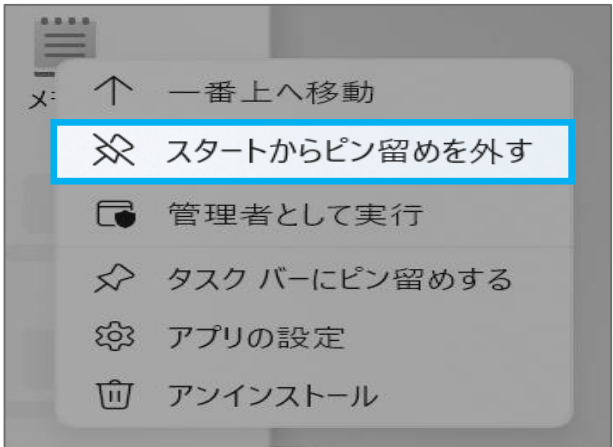 メ
一番上へ移動
スタートからピン留めを外す
管理者として実行
タスク バーにピン留めする
アプリの設定
アンインストール